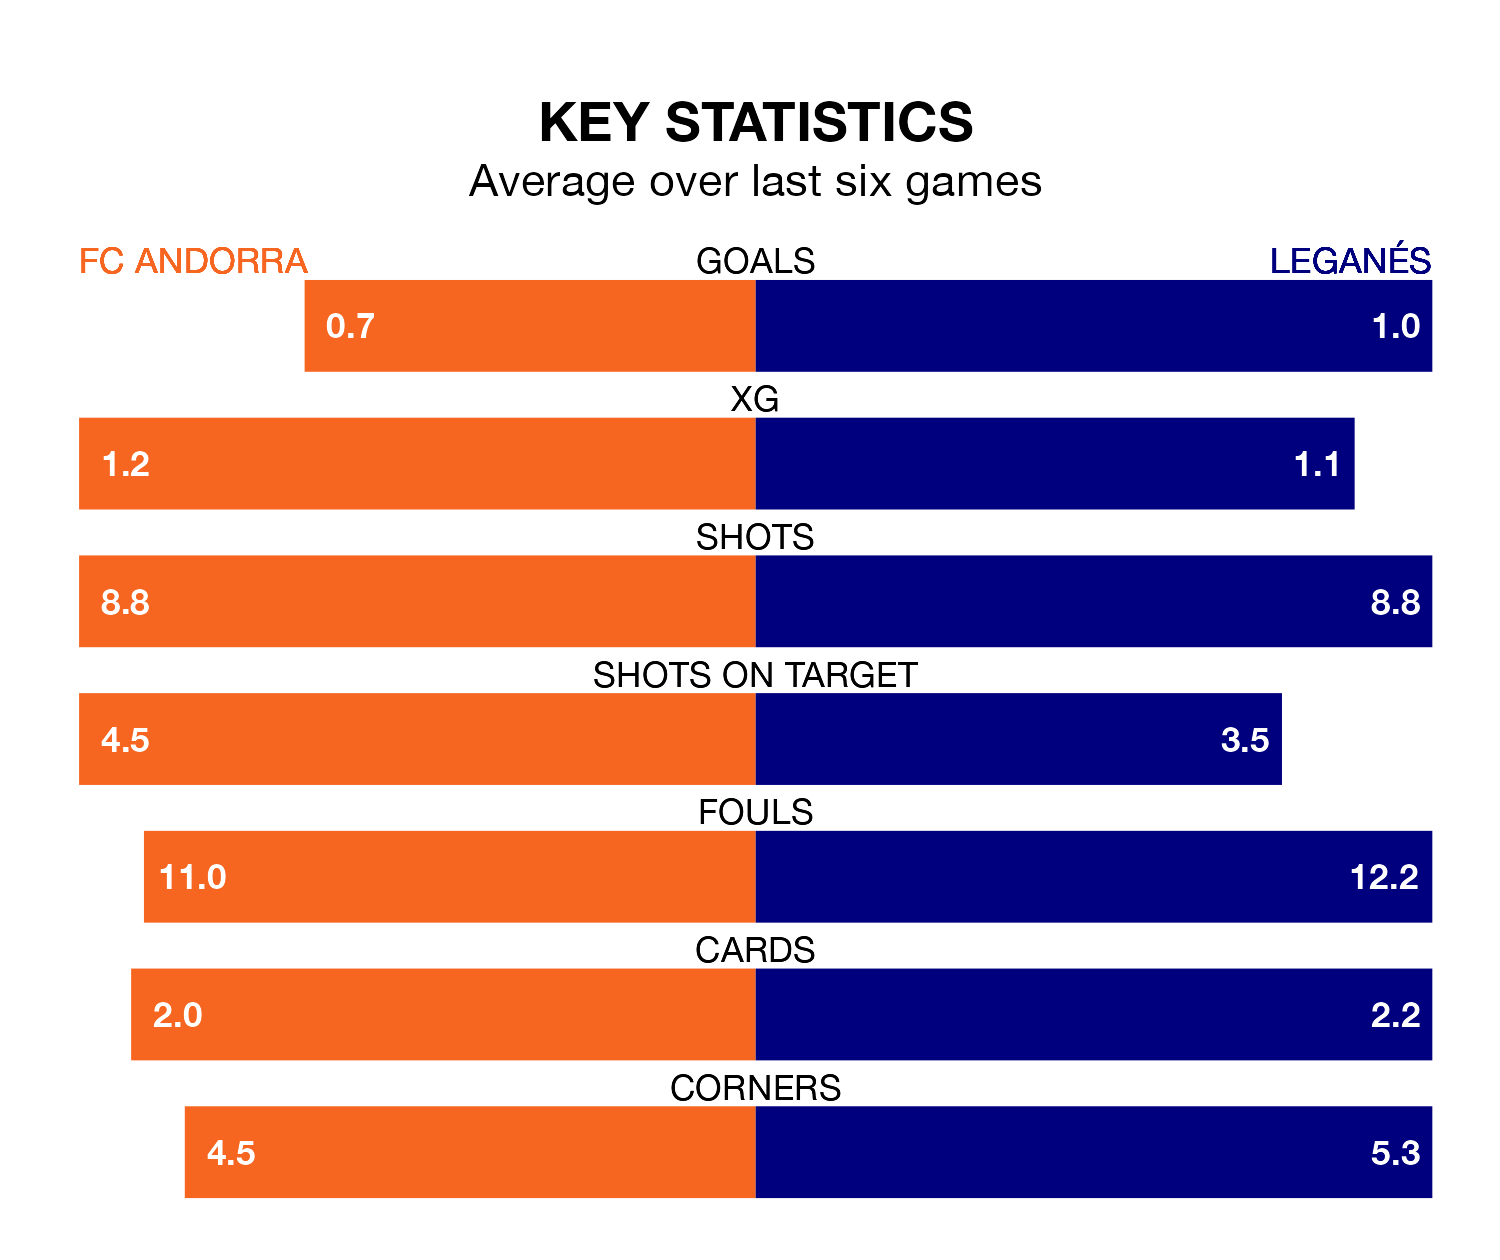 KEY STATISTICS
Average over last six games
FC ANDORRA GOALS LEGANÉS
0.7 1.0
XG
1.2 1.1
SHOTS
8.8 8.8
SHOTS ON TARGET
4.5 3.5
FOULS
11.0 12.2
CARDS
2.0 2.2
CORNERS
4.5 5.3